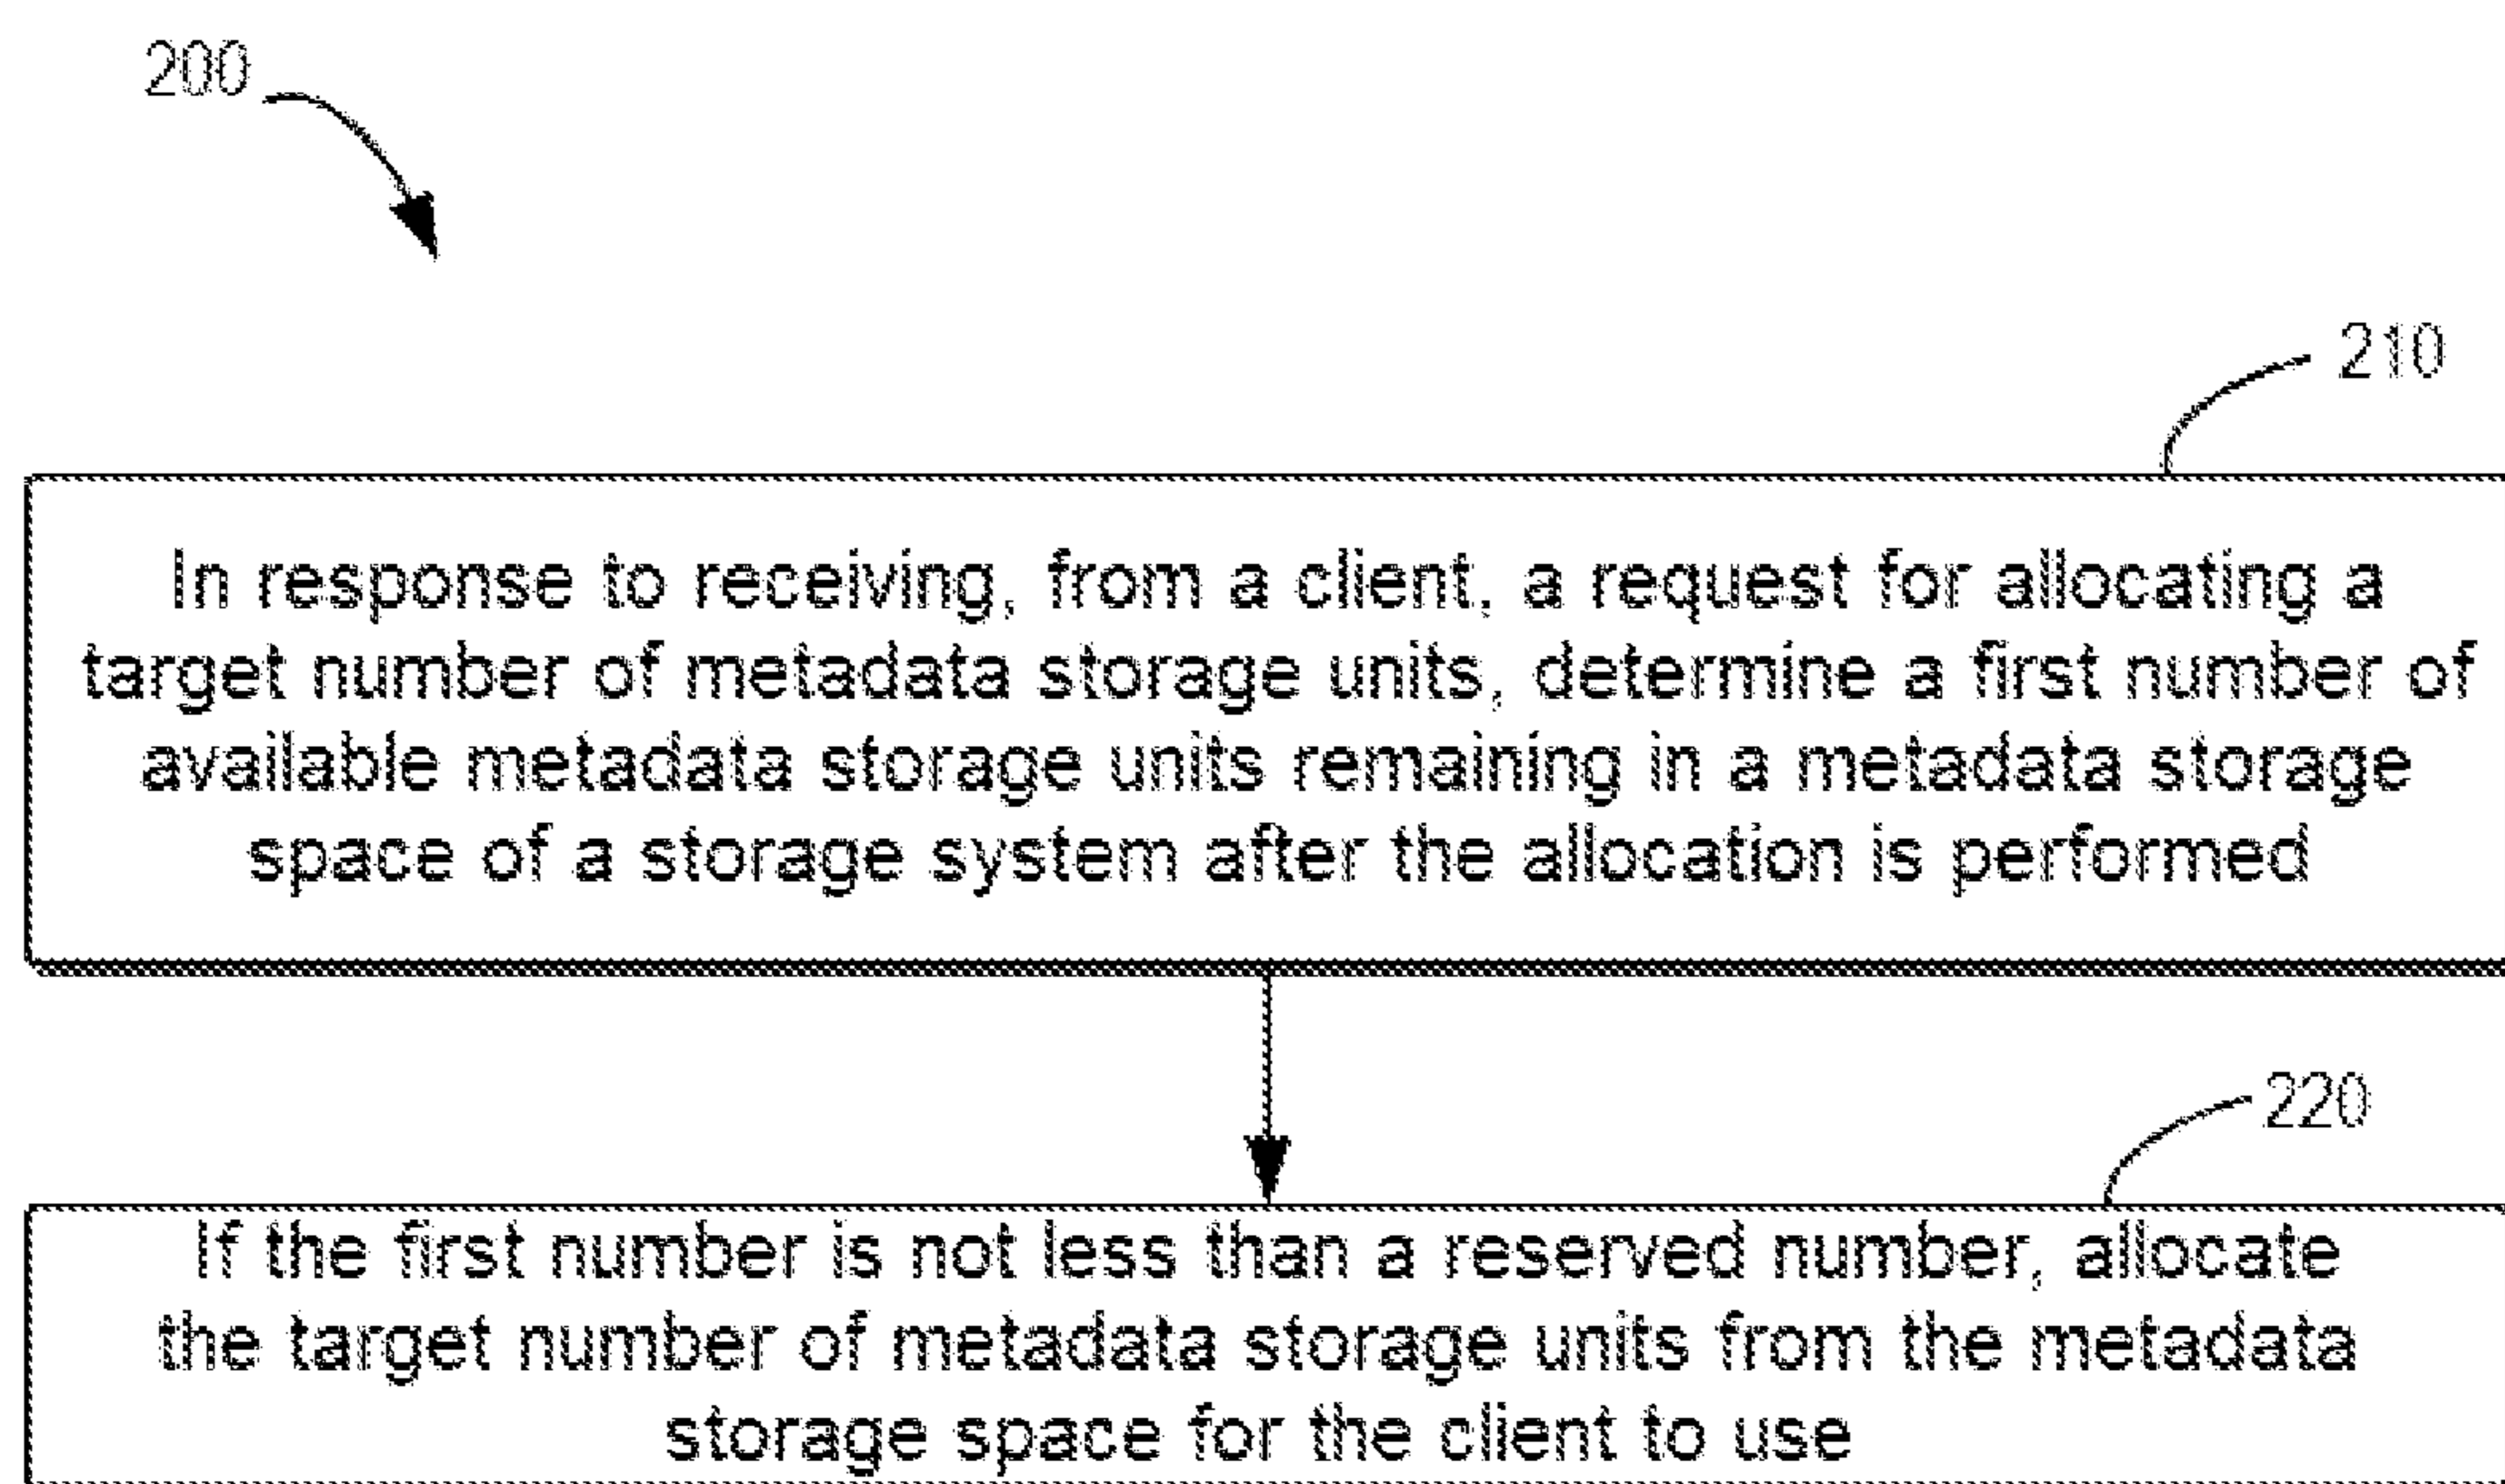 200
210
In response to receiving, from a client, a request for allocating a
target number of metadata storage units, determine a first number of
available metadata storage units remaining in a metadata storage
space of a storage system after the allocation is performed
220
If the first number is not less than a reserved number, allocate
the target number of metadata storage units from the metadata
storage space for the client to use